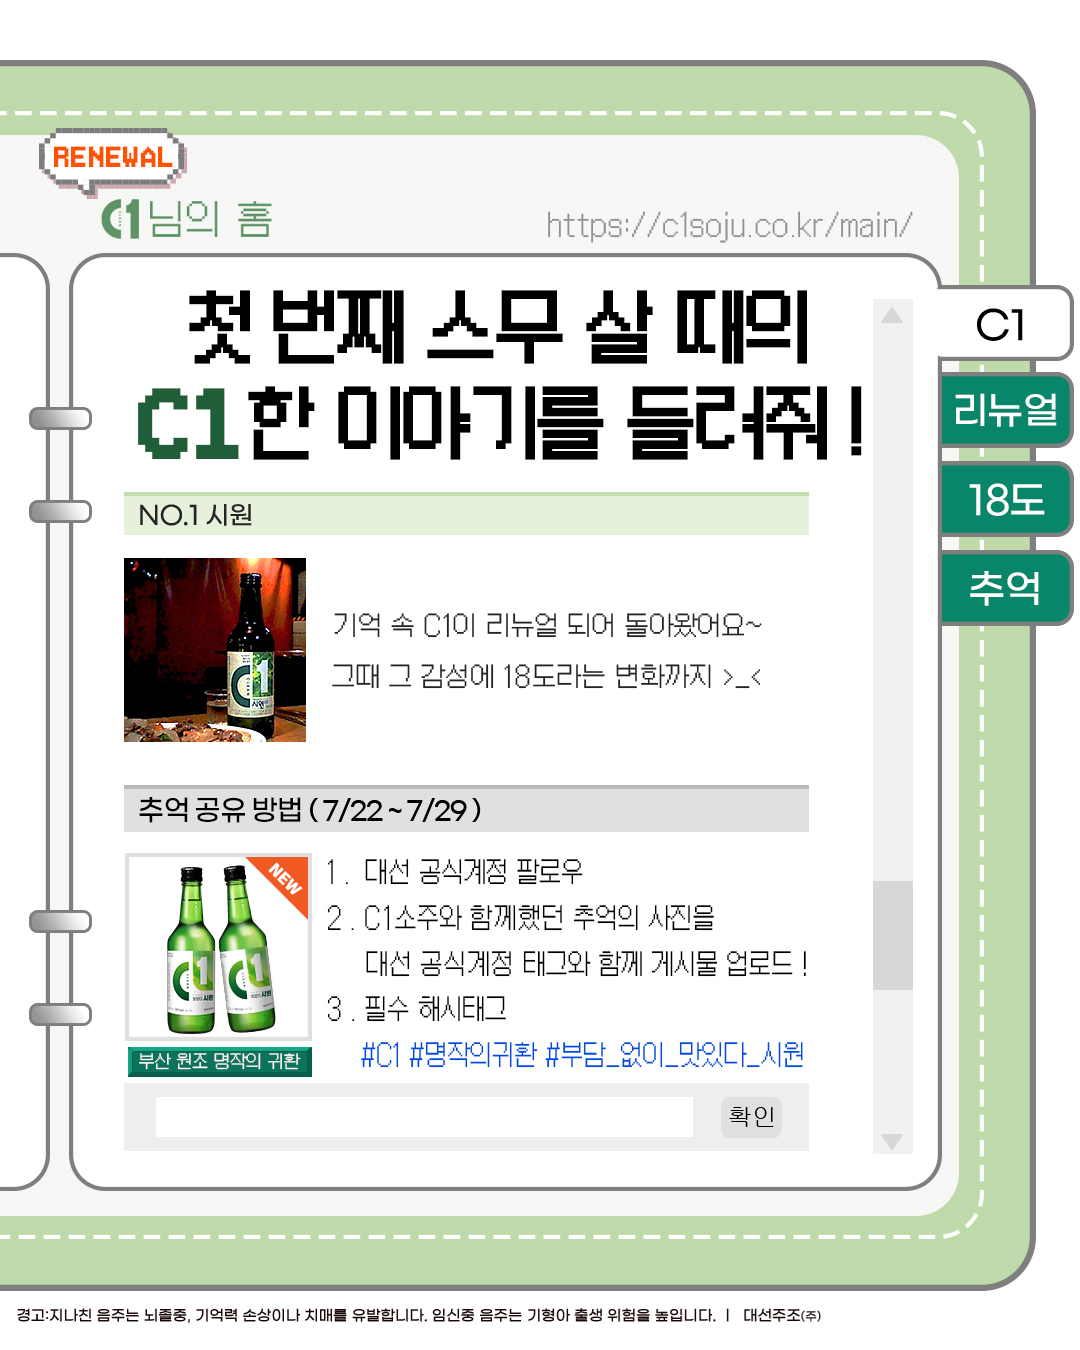 RENEWAL
C1님의 홈
https://c1soju.co.kr/main/
첫 번째 스무 살 때의
C1한 이야기를 들려줘!
C1
리뉴얼
18도
추억
NO.1 시원
C1
시원
기억 속 C1이 리뉴얼 되어 돌아왔어요~
그때 그 감성에 18도라는 변화까지 >_<
추억 공유 방법 ( 7/22 ~ 7/29 )
NEW
C1
시원
C1
시원
부산 원조 명작의 귀환
1. 대선 공식계정 팔로우
2. C1소주와 함께했던 추억의 사진을
대선 공식계정 태그와 함께 게시물 업로드!
3. 필수 해시태그
#C1 #명작의귀환 #부담_없이_맛있다_시원
확인
경고:지나친 음주는 뇌졸중, 기억력 손상이나 치매를 유발합니다. 임신중 음주는 기형아 출생 위험을 높입니다. ㅣ 대선주조(주)